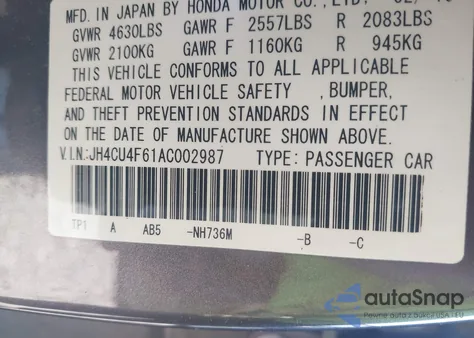 MFD. IN JAPAN BY HONDA MOTOR CO., LTD.
GVWR 4630LBS GAWR F 2557LBS R 2083LBS
GVWR 2100KG GAWR F 1160KG R 945KG
THIS VEHICLE CONFORMS TO ALL APPLICABLE
FEDERAL MOTOR VEHICLE SAFETY ,BUMPER,
AND THEFT PREVENTION STANDARDS IN EFFECT
ON THE DATE OF MANUFACTURE SHOWN ABOVE.
V.I.N:JH4CU4F61AC002987 TYPE: PASSENGER CAR
TP1 A AB5 -NH736M -B -C
autoSnap